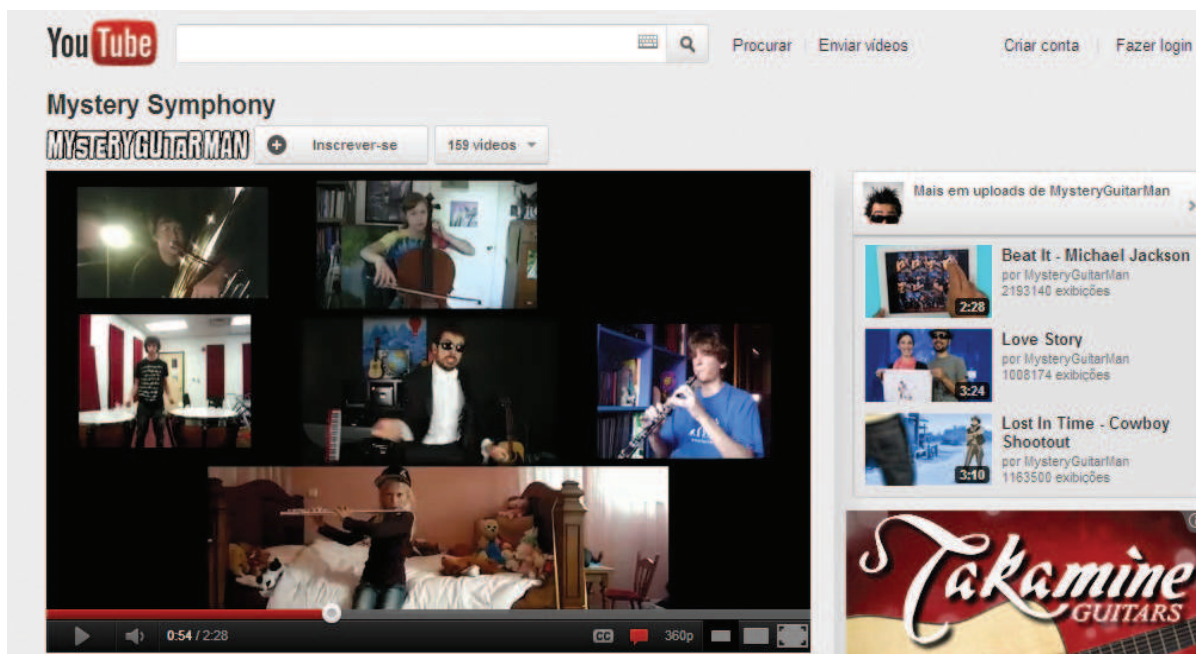 YouTube
Procurar Enviar vídeos Criar conta Fazer login
Mystery Symphony
MYSTERYGUITARMAN Inscrever-se 159 vídeos
Mais em uploads de MysteryGuitarMan
Beat It - Michael Jackson
por MysteryGuitarMan
2193140 exibições
2:28
Love Story
por MysteryGuitarMan
1008174 exibições
3:24
Lost In Time - Cowboy
Shootout
por MysteryGuitarMan
1163500 exibições
3:10
Takamine
GUITARS
0:54 / 2:28 CC 360p